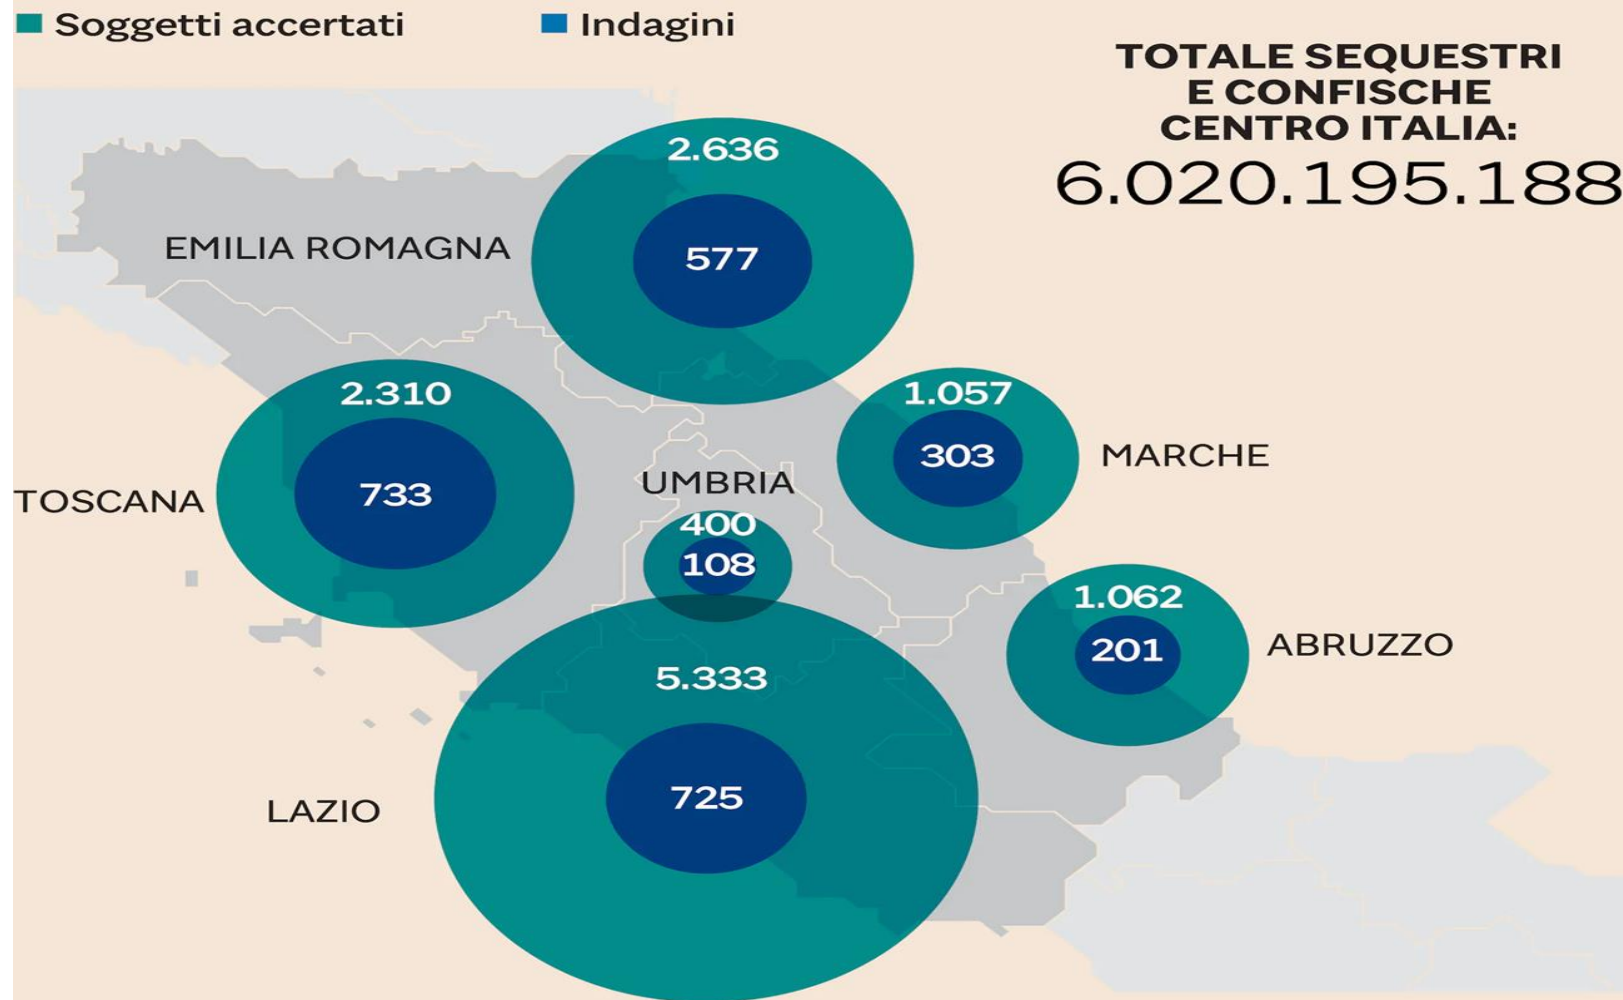 Soggetti accertati
Indagini
TOTALE SEQUESTRI
E CONFISCHE
CENTRO ITALIA:
6.020.195.188
2.636
577
EMILIA ROMAGNA
2.310
733
TOSCANA
1.057
303
MARCHE
UMBRIA
400
108
1.062
201
ABRUZZO
5.333
725
LAZIO